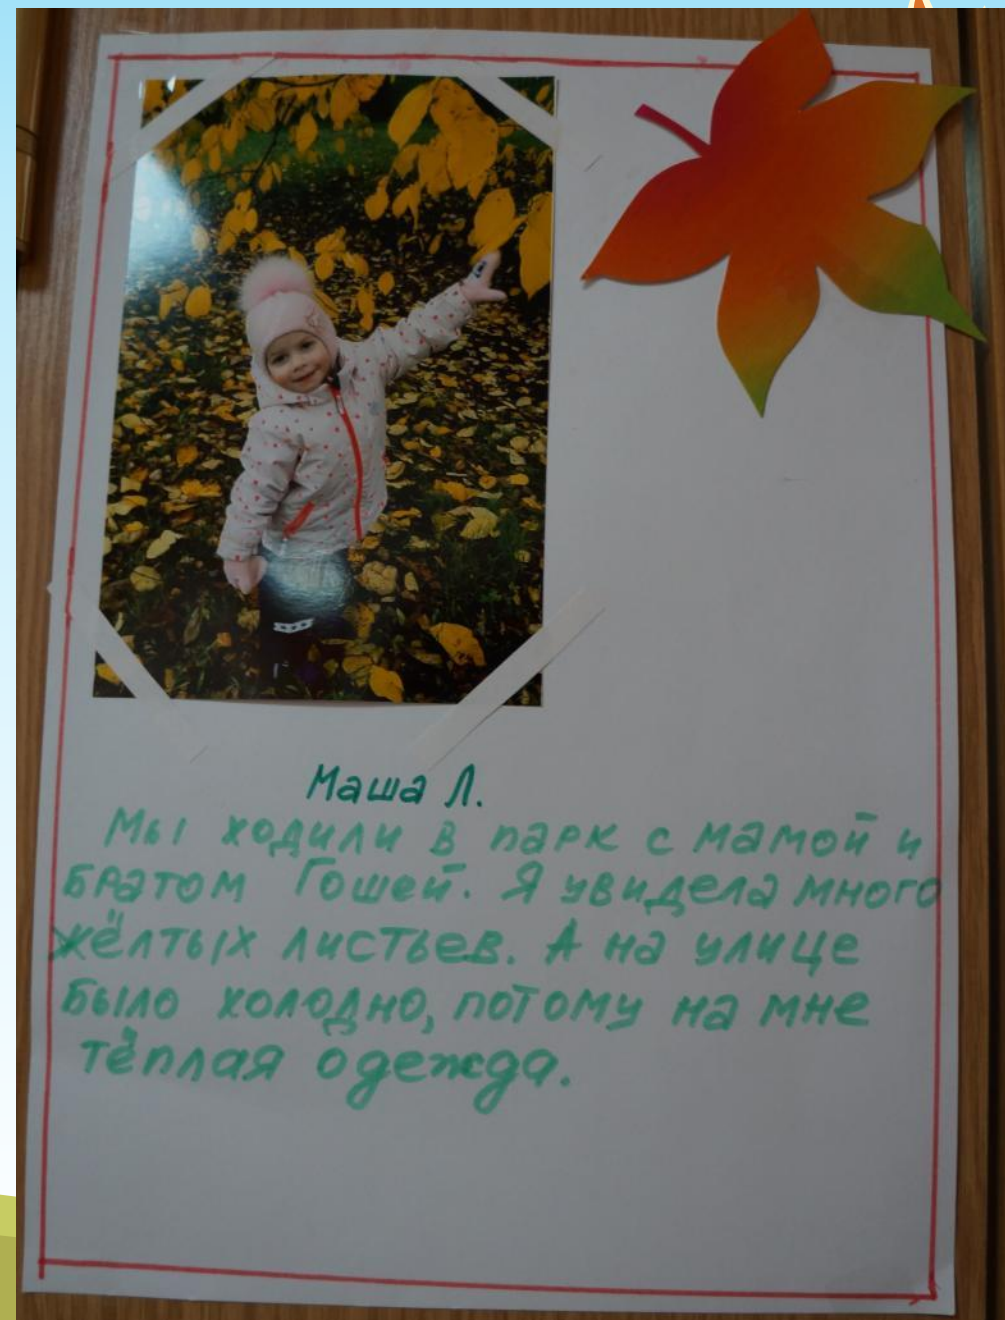 Маша Л.
Мы ходили в парк с мамой и
братом Гошей. Я увидела много
жёлтых листьев. А на улице
было холодно, потому на мне
тёплая одежда.